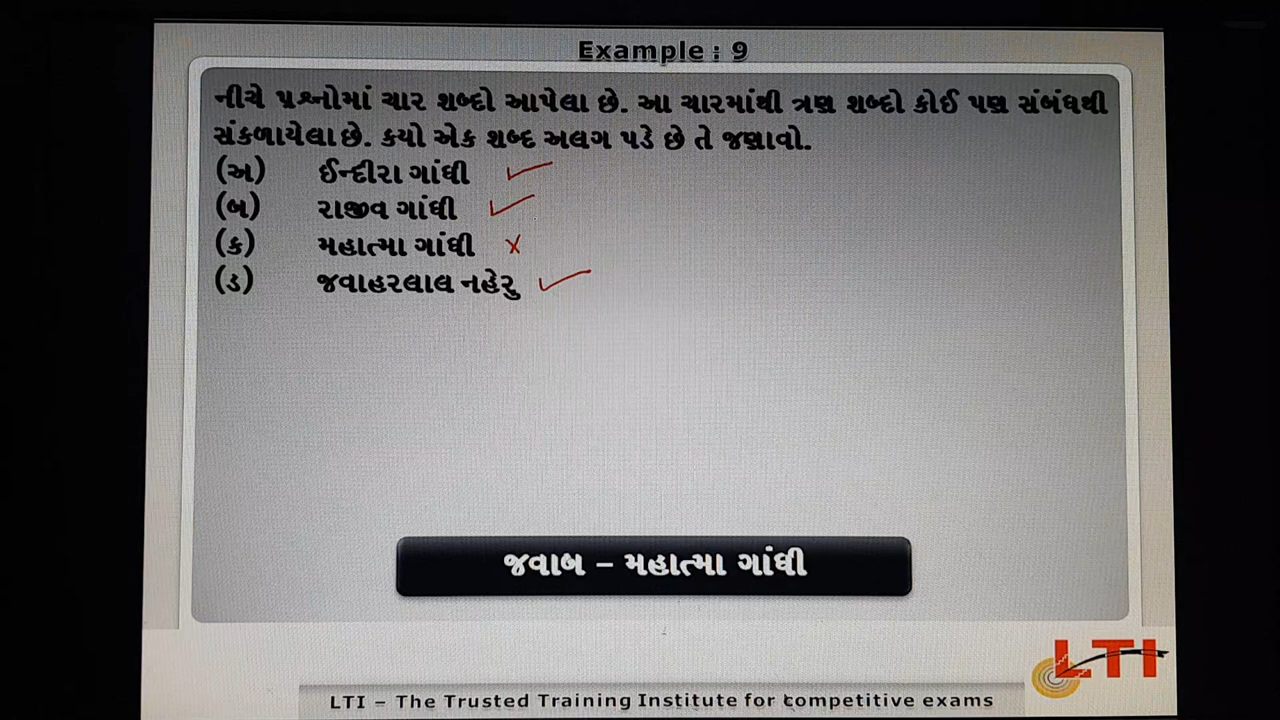 Example : 9
નીચે પ્રશ્નોમાં ચાર શબ્દો આપેલા છે. આ ચારમાંથી ત્રણ શબ્દો કોઈ પણ સંબંધથી
સંકળાયેલા છે. કયો એક શબ્દ અલગ પડે છે તે જણાવો.
(અ) ઈન્દીરા ગાંધી
(બ) રાજીવ ગાંધી
(ક) મહાત્મા ગાંધી
(ડ) જવાહરલાલ નહેરુ
જવાબ – મહાત્મા ગાંધી
LTI
LTI – The Trusted Training Institute for competitive exams